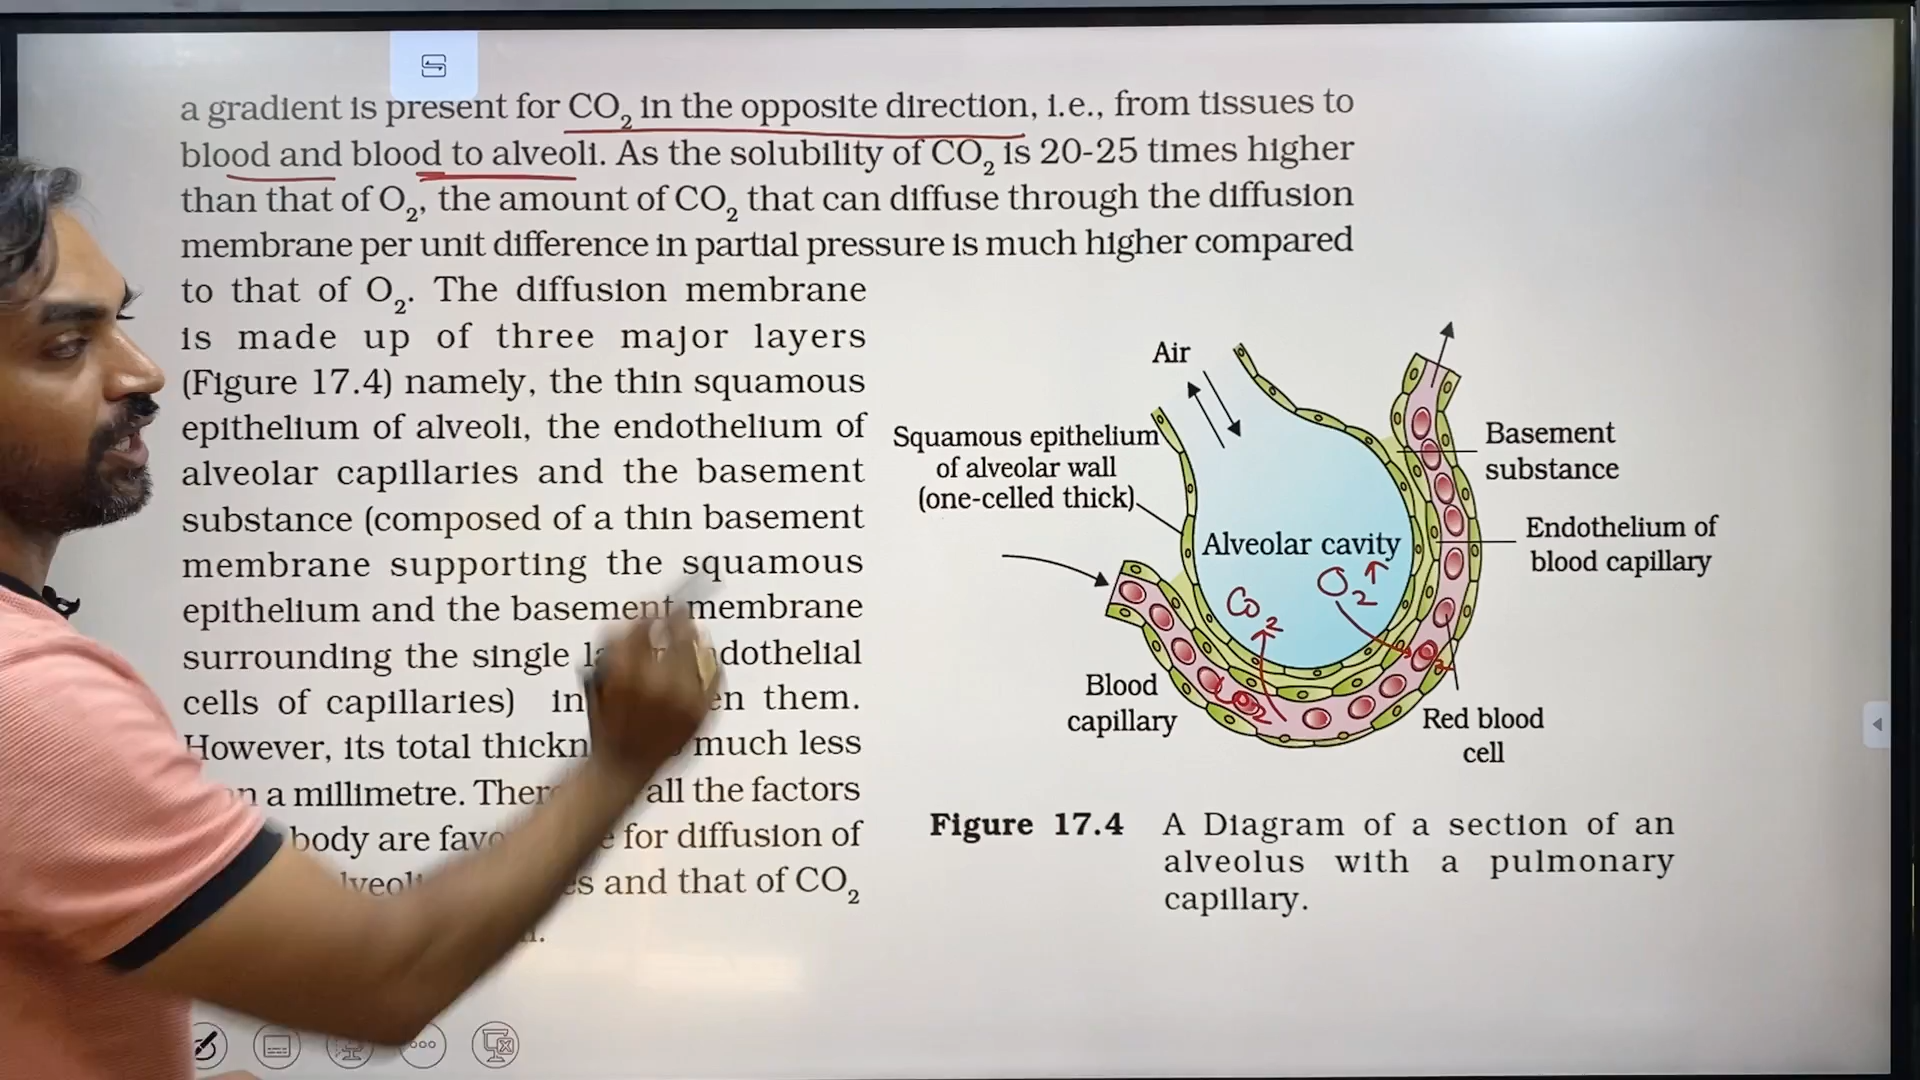 a gradient is present for CO₂ in the opposite direction, i.e., from tissues to
blood and blood to alveoli. As the solubility of CO₂ is 20-25 times higher
than that of O₂, the amount of CO₂ that can diffuse through the diffusion
membrane per unit difference in partial pressure is much higher compared
to that of O₂. The diffusion membrane
is made up of three major layers
(Figure 17.4) namely, the thin squamous
epithelium of alveoli, the endothelium of
alveolar capillaries and the basement
substance (composed of a thin basement
membrane supporting the squamous
epithelium and the basement membrane
surrounding the single
cells of capillaries) in them.
However, its total much less
a millimetre. all the factors
body are for diffusion of
and that of CO₂
Air
Squamous epithelium
of alveolar wall
(one-celled thick)
Alveolar cavity
O₂
CO₂
CO₂
O₂
Basement
substance
Endothelium of
blood capillary
Blood
capillary
Red blood
cell
Figure 17.4 A Diagram of a section of an
alveolus with a pulmonary
capillary.